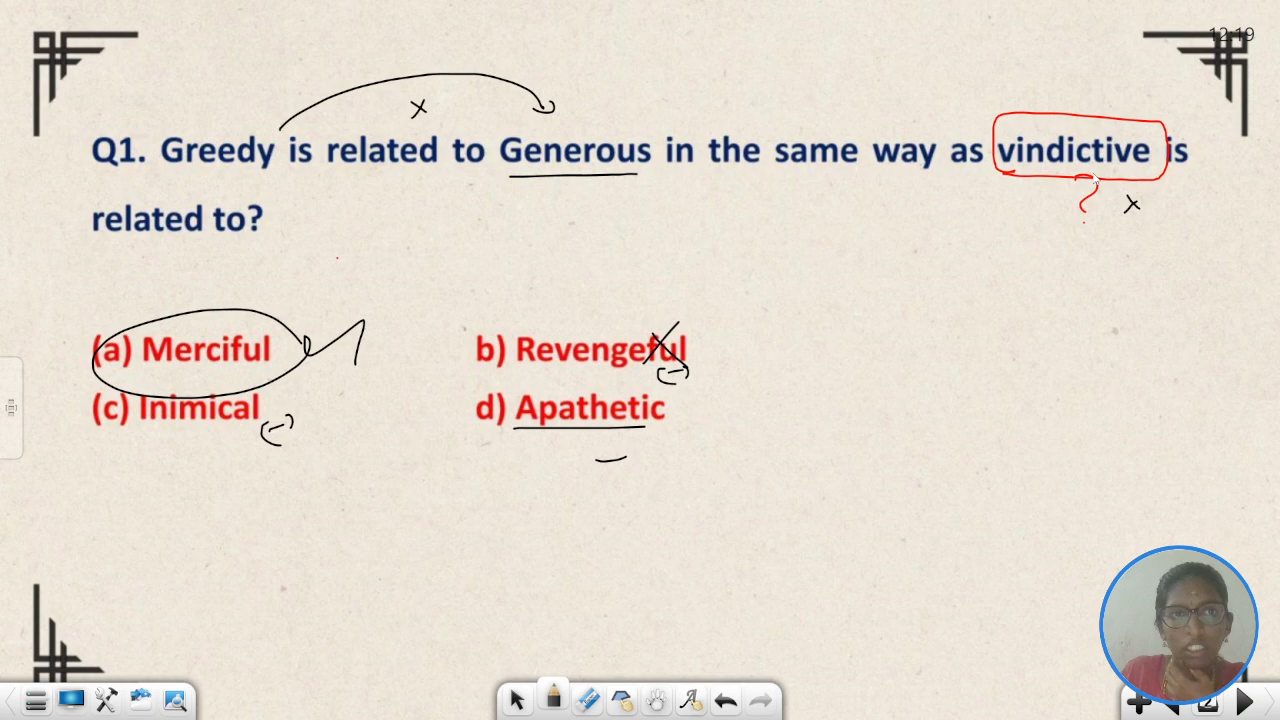 12:19
Q1. Greedy is related to Generous in the same way as vindictive is
related to?
x
? x
(a) Merciful b) Revengeful
(-)
(c) Inimical d) Apathetic
(-)
2